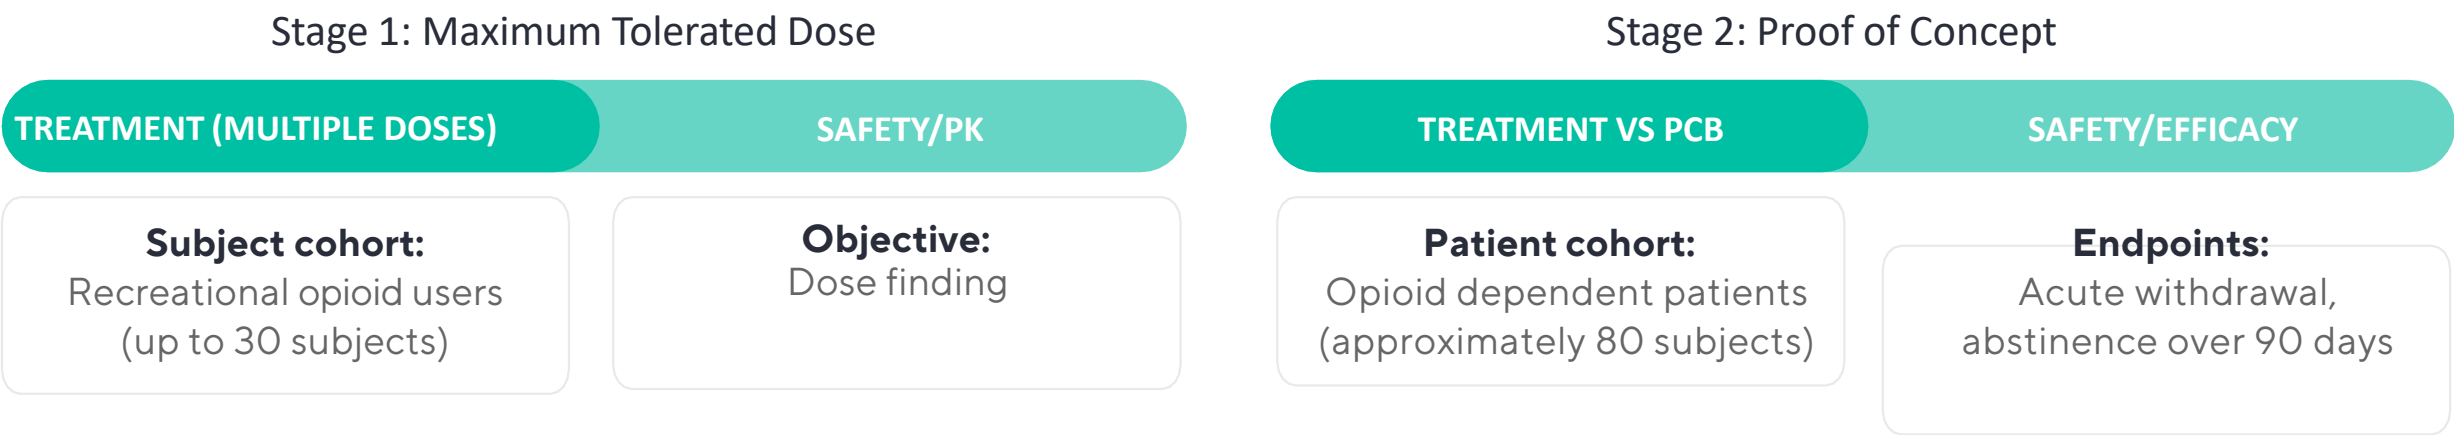 Stage 1: Maximum Tolerated Dose
TREATMENT (MULTIPLE DOSES)
SAFETY/PK
Subject cohort:
Recreational opioid users
(up to 30 subjects)
Objective:
Dose finding
Stage 2: Proof of Concept
TREATMENT VS PCB
SAFETY/EFFICACY
Patient cohort:
Opioid dependent patients
(approximately 80 subjects)
Endpoints:
Acute withdrawal,
abstinence over 90 days